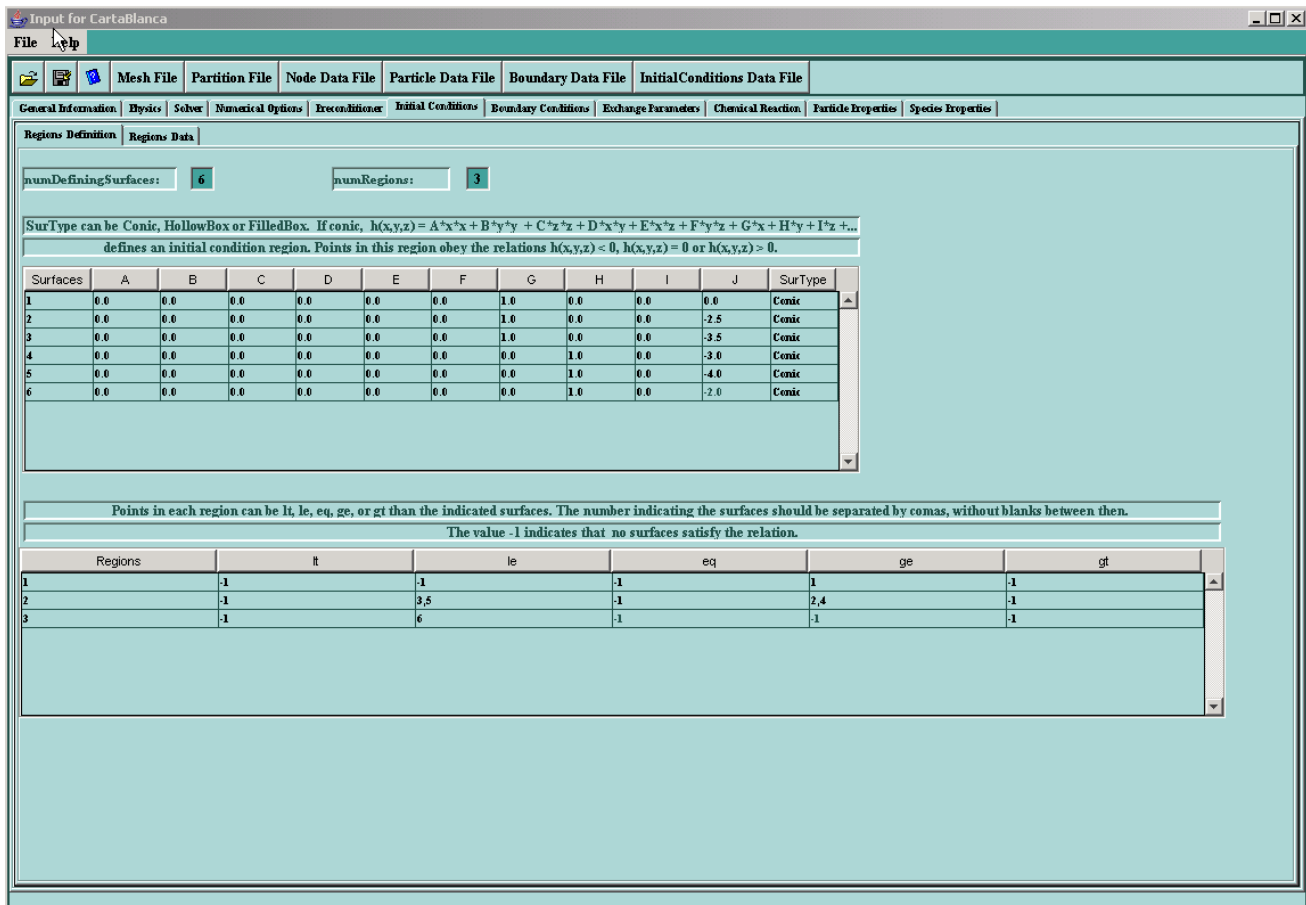 Input for CartaBlanca
File Help
Mesh File Partition File Node Data File Particle Data File Boundary Data File InitialConditions Data File
General Information Physics Solver Numerical Options Preconditioner Initial Conditions Boundary Conditions Exchange Parameters Chemical Reaction Particle Properties Species Properties
Regions Definition Regions Data
numDefiningSurfaces: 6 numRegions: 3
SurType can be Conic, HollowBox or FilledBox. If conic, h(x,y,z) = A*x*x + B*y*y + C*z*z + D*x*y + E*x*z + F*y*z + G*x + H*y + I*z +...
defines an initial condition region. Points in this region obey the relations h(x,y,z) < 0, h(x,y,z) = 0 or h(x,y,z) > 0.
Surfaces A B C D E F G H I J SurType
1 0.0 0.0 0.0 0.0 0.0 0.0 1.0 0.0 0.0 0.0 Conic
2 0.0 0.0 0.0 0.0 0.0 0.0 1.0 0.0 0.0 -2.5 Conic
3 0.0 0.0 0.0 0.0 0.0 0.0 1.0 0.0 0.0 -3.5 Conic
4 0.0 0.0 0.0 0.0 0.0 0.0 0.0 1.0 0.0 -3.0 Conic
5 0.0 0.0 0.0 0.0 0.0 0.0 0.0 1.0 0.0 -4.0 Conic
6 0.0 0.0 0.0 0.0 0.0 0.0 0.0 1.0 0.0 -2.0 Conic
Points in each region can be lt, le, eq, ge, or gt than the indicated surfaces. The number indicating the surfaces should be separated by comas, without blanks between then.
The value -1 indicates that no surfaces satisfy the relation.
Regions lt le eq ge gt
1 -1 -1 -1 1 -1
2 -1 3,5 -1 2,4 -1
3 -1 6 -1 -1 -1